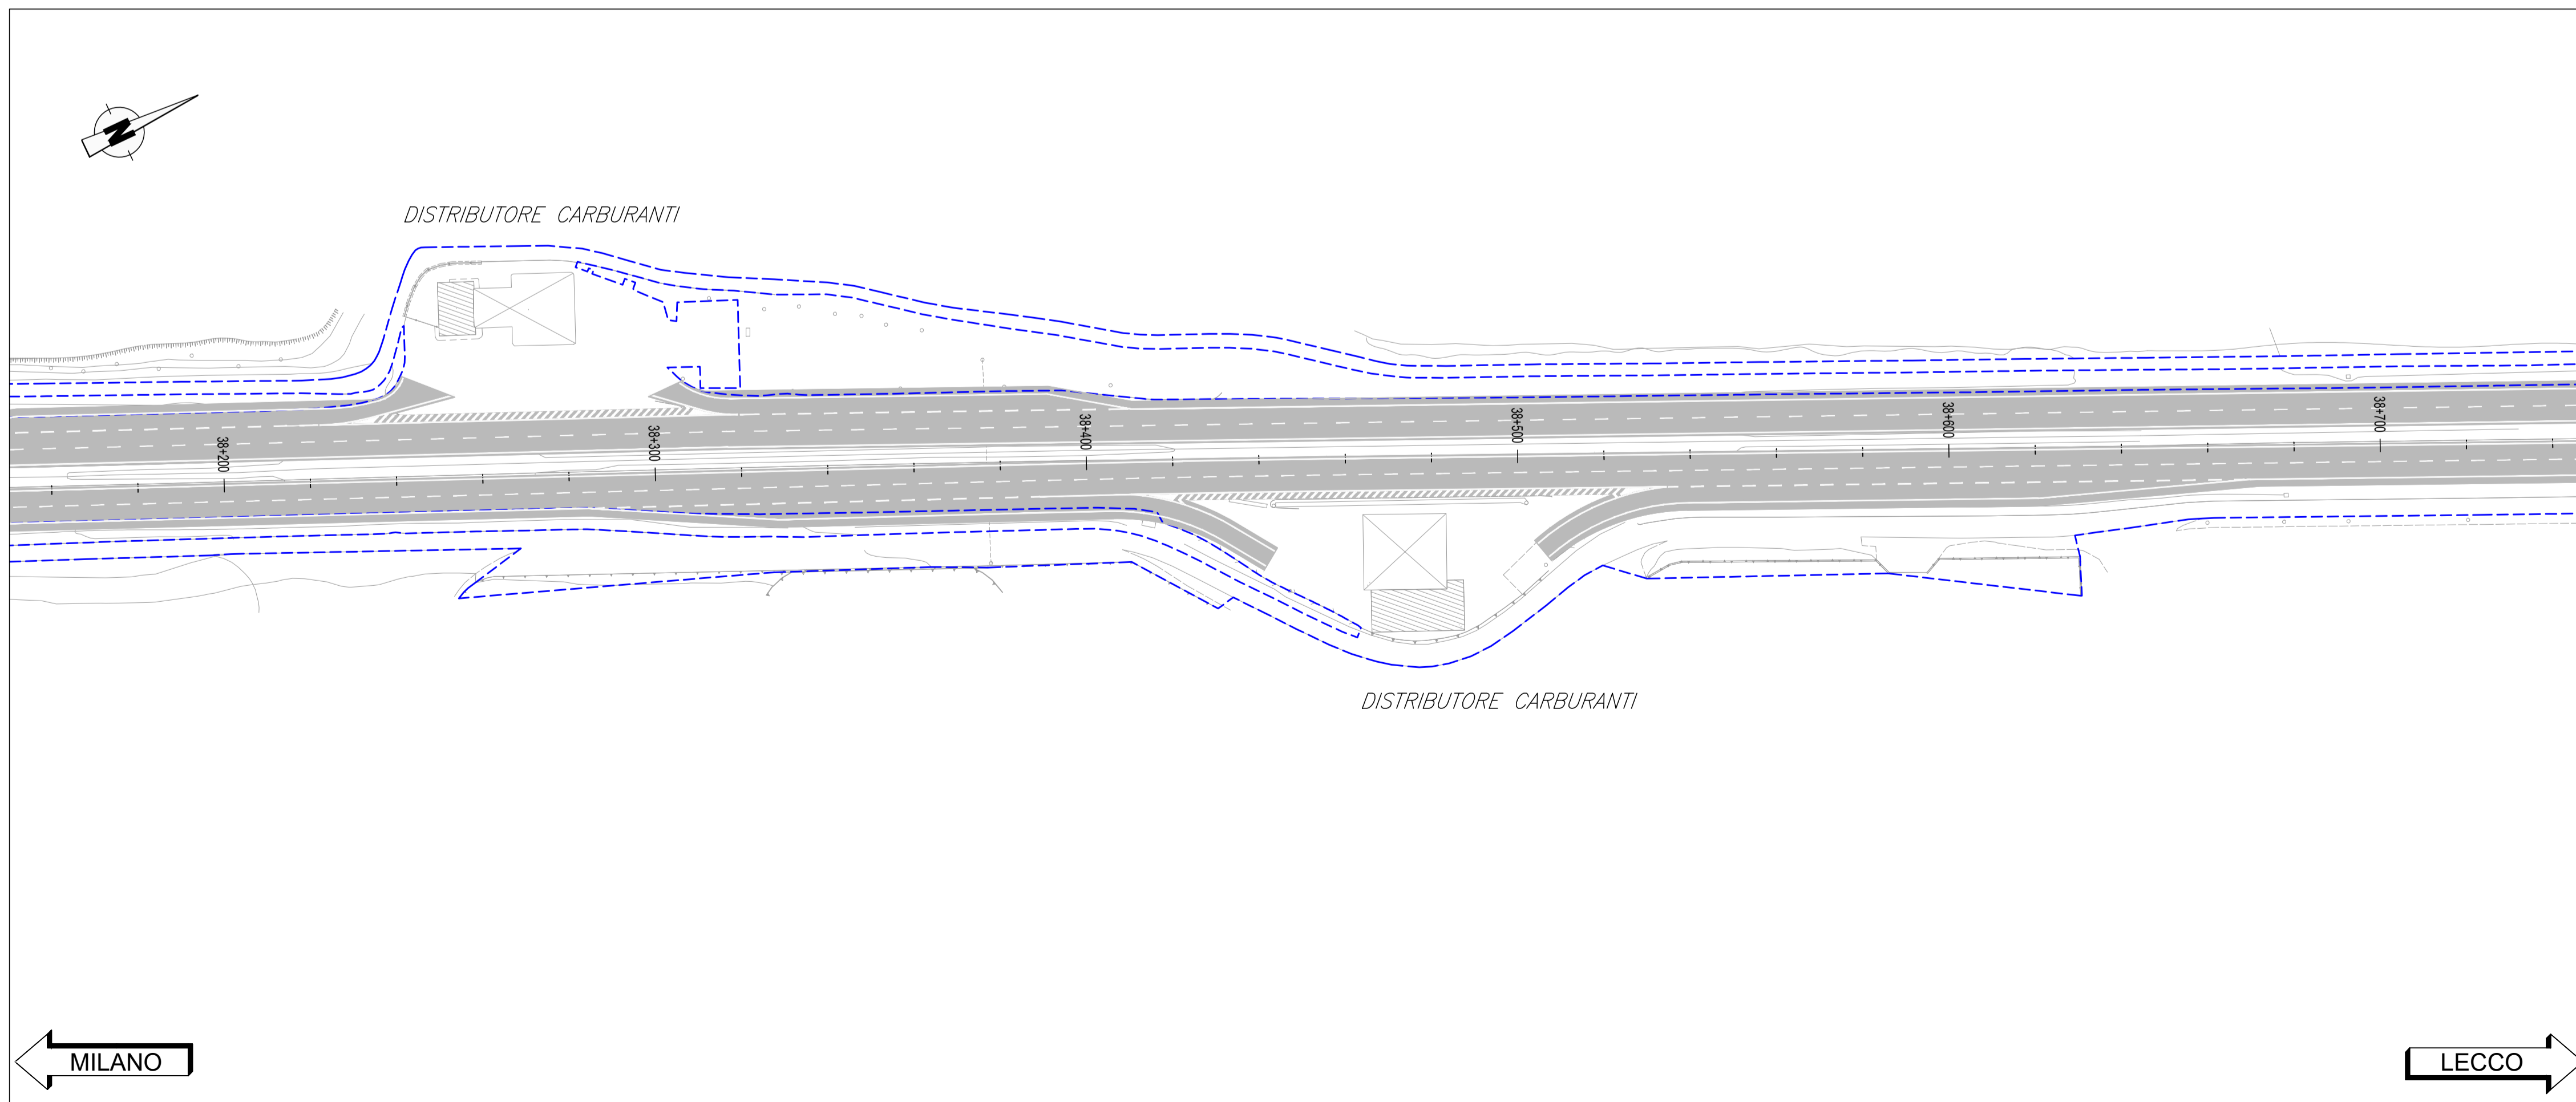 N
DISTRIBUTORE CARBURANTI
38+200
38+300
38+400
38+500
38+600
38+700
DISTRIBUTORE CARBURANTI
MILANO
LECCO